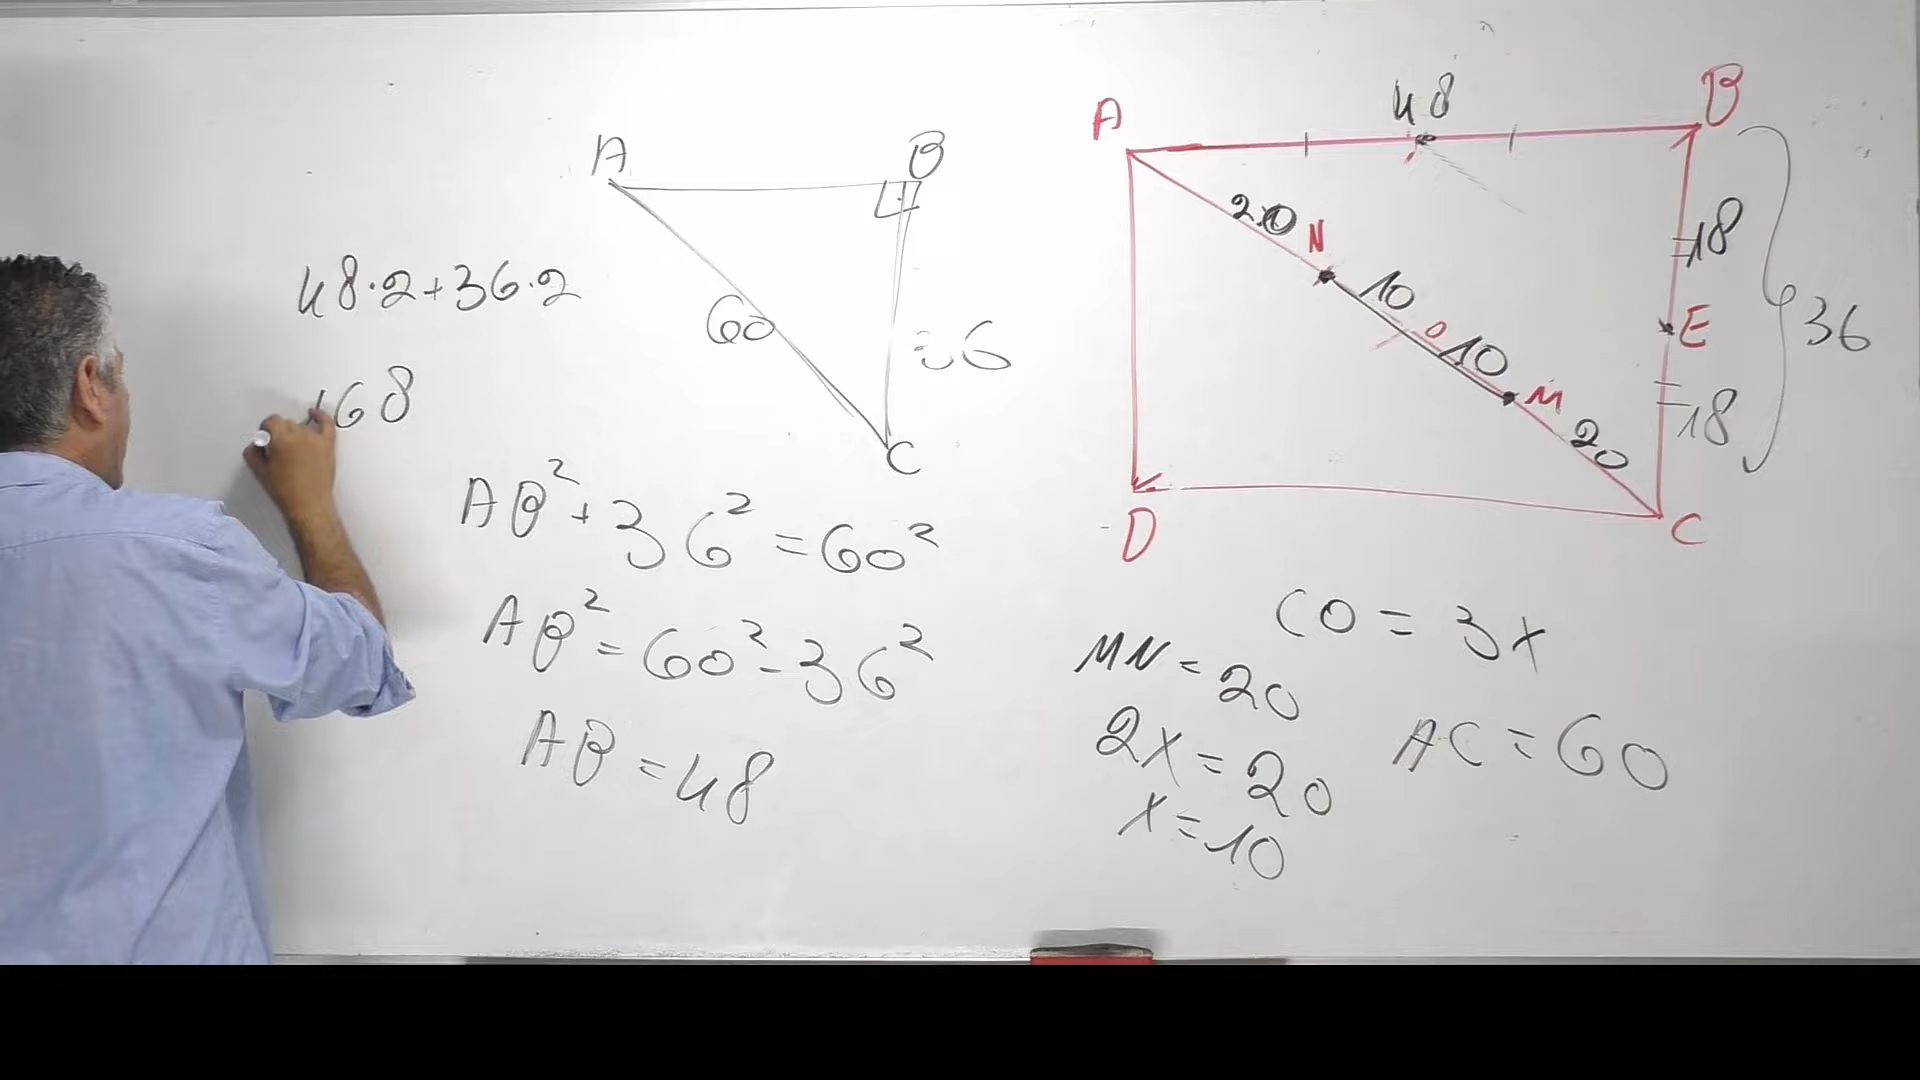 48·2+36·2
168
A B
60
36
C
AB²+36²=60²
AB²=60²-36²
AB=48
A 48 B
20 N 10 O 10 M 20
18 E 18
36
D C
CO=3x
MN=20
2x=20
x=10
AC=60